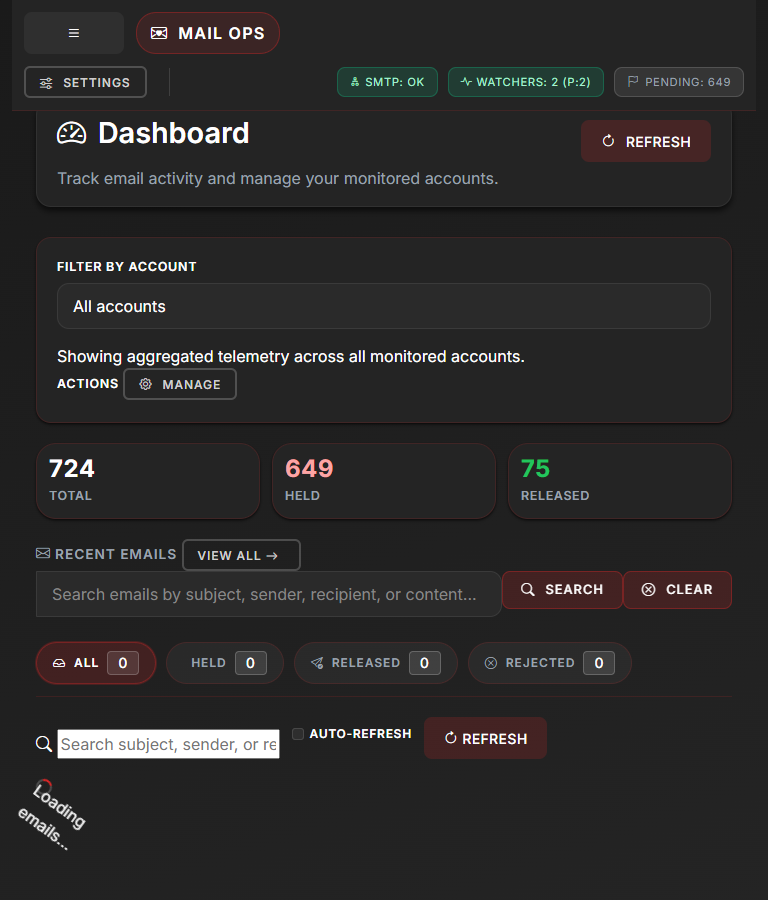 MAIL OPS
SETTINGS
SMTP: OK
WATCHERS: 2 (P:2)
PENDING: 649
Dashboard
REFRESH
Track email activity and manage your monitored accounts.
FILTER BY ACCOUNT
All accounts
Showing aggregated telemetry across all monitored accounts.
ACTIONS MANAGE
724
TOTAL
649
HELD
75
RELEASED
RECENT EMAILS VIEW ALL →
Search emails by subject, sender, recipient, or content...
SEARCH
CLEAR
ALL 0
HELD 0
RELEASED 0
REJECTED 0
Search subject, sender, or re
AUTO-REFRESH
REFRESH
Loading
emails...